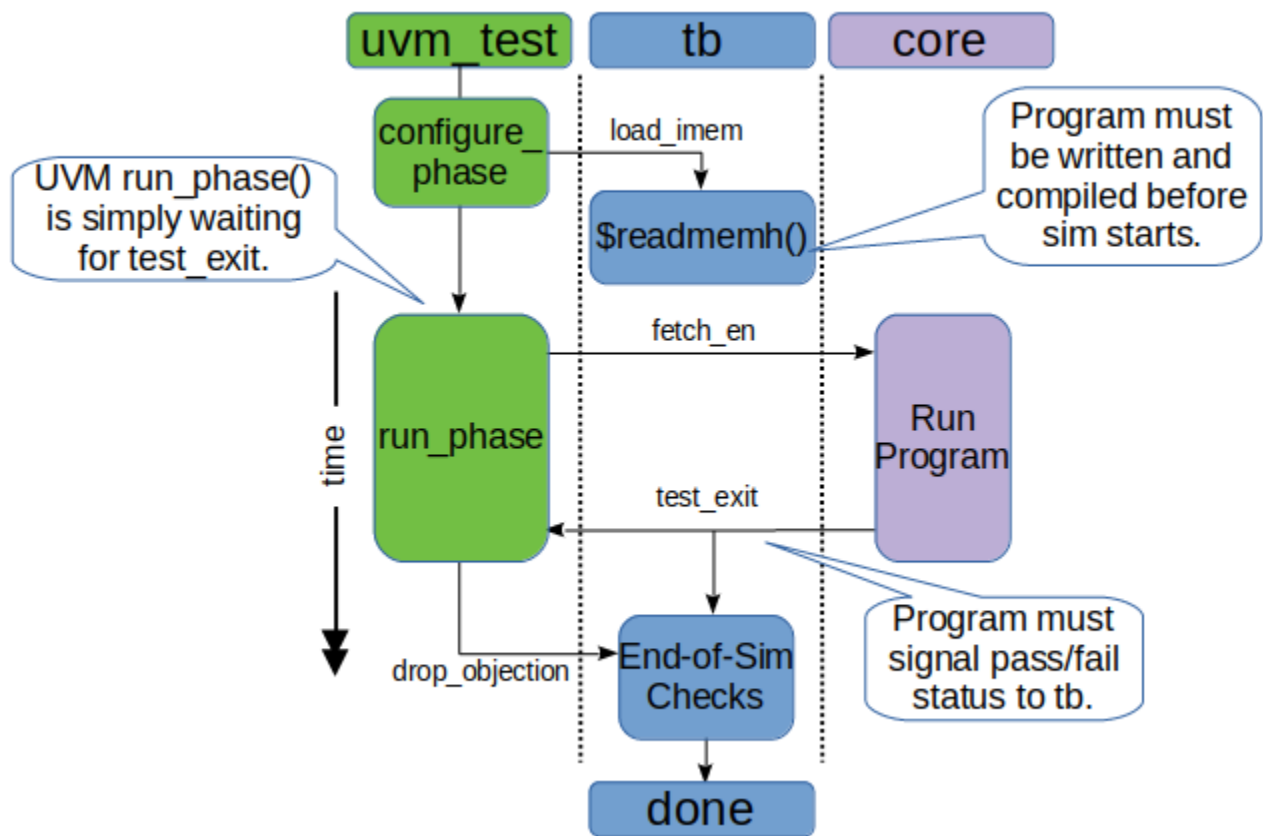 uvm_test
tb
core
configure_
phase
load_imem
Program must
be written and
compiled before
sim starts.
UVM run_phase()
is simply waiting
for test_exit.
$readmemh()
fetch_en
run_phase
Run
Program
time
test_exit
drop_objection
End-of-Sim
Checks
Program must
signal pass/fail
status to tb.
done